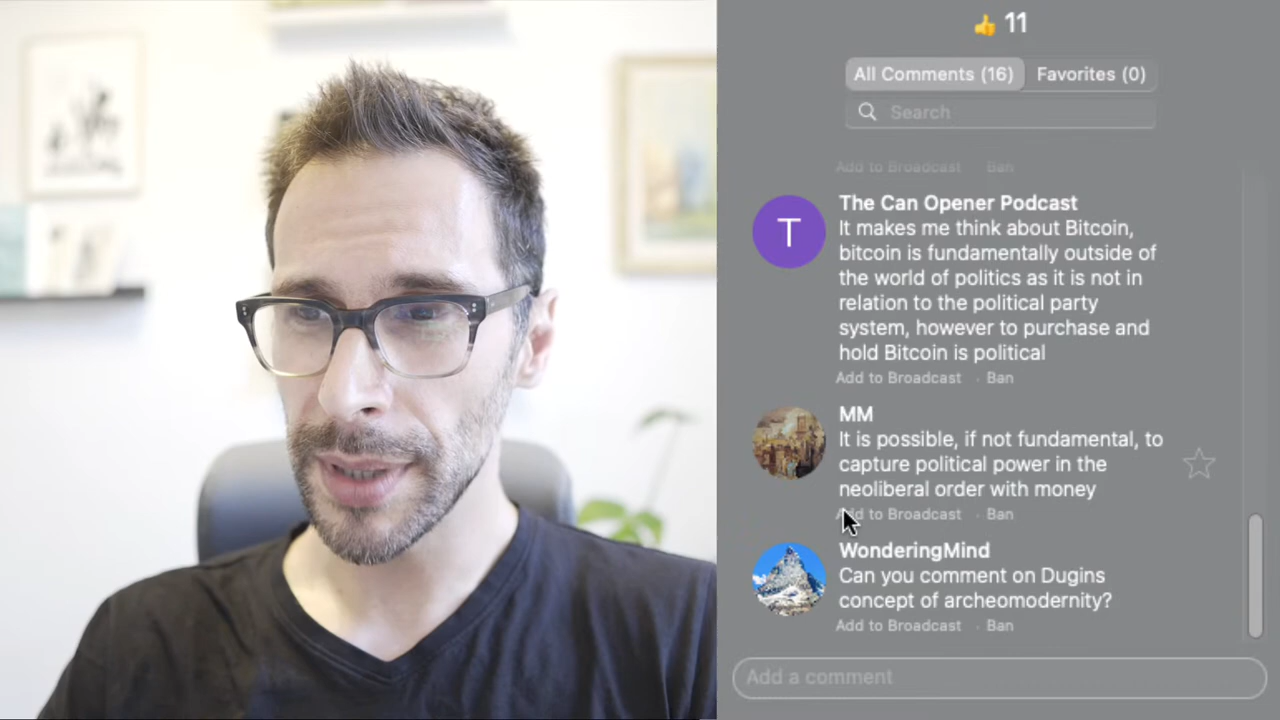 👍 11
All Comments (16) Favorites (0)
Search
Add to Broadcast · Ban
T
The Can Opener Podcast
It makes me think about Bitcoin,
bitcoin is fundamentally outside of
the world of politics as it is not in
relation to the political party
system, however to purchase and
hold Bitcoin is political
Add to Broadcast · Ban
MM
It is possible, if not fundamental, to
capture political power in the
neoliberal order with money
Add to Broadcast · Ban
WonderingMind
Can you comment on Dugins
concept of archeomodernity?
Add to Broadcast · Ban
Add a comment